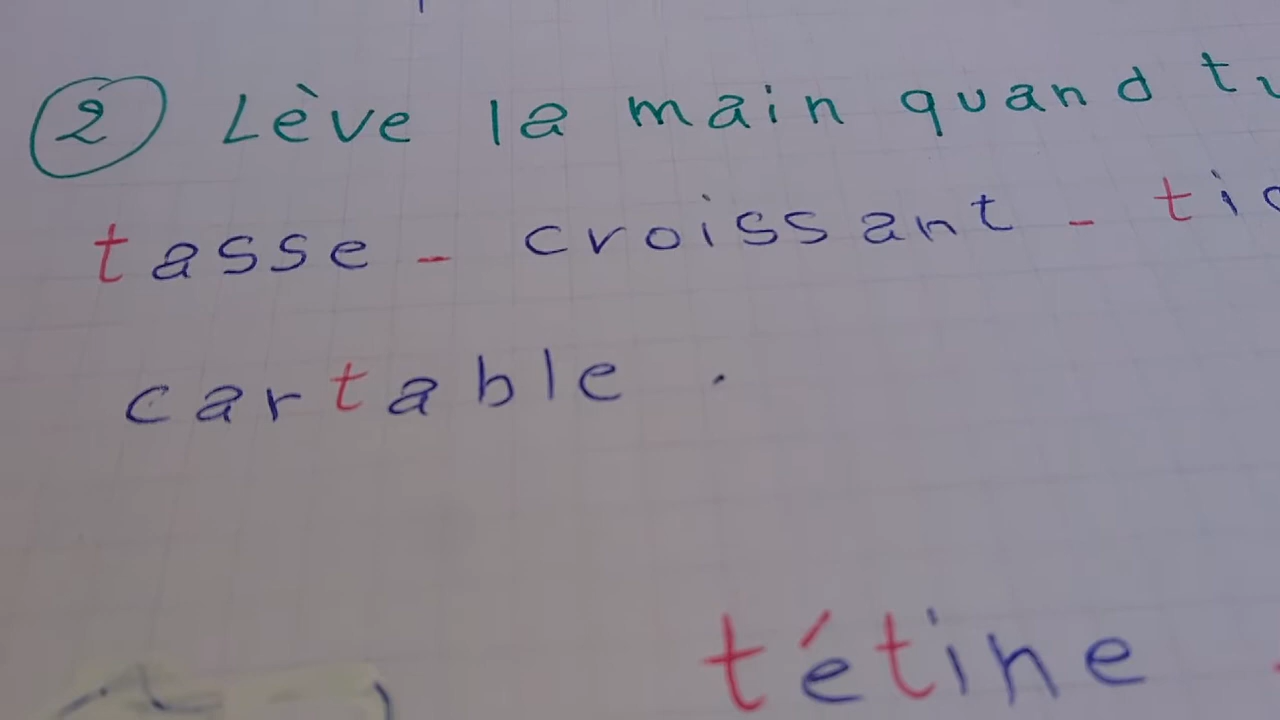 ② Lève la main quand
tasse - croissant -
cartable .
tétine